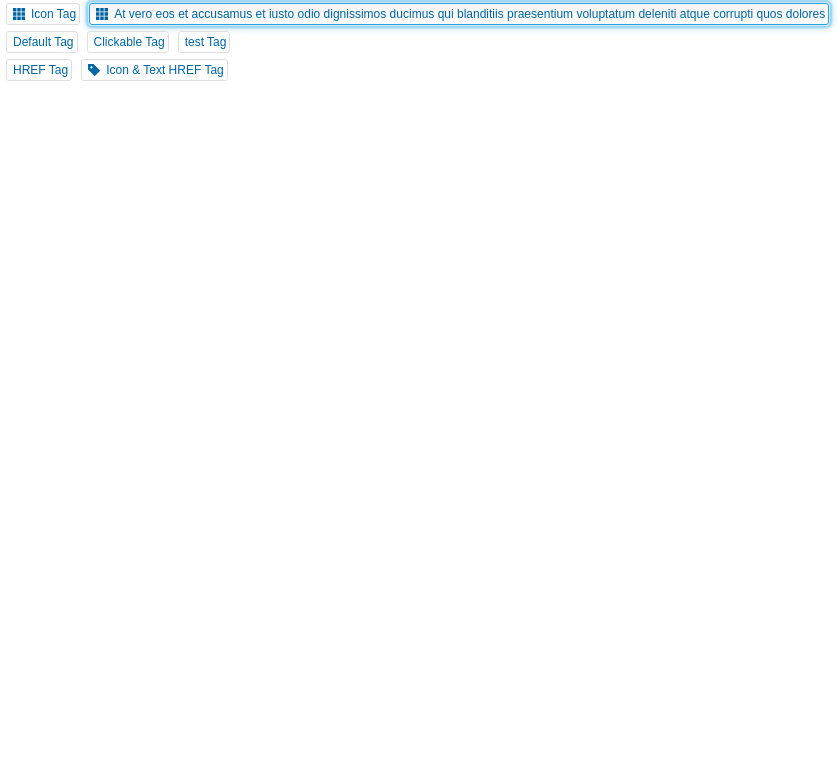 Icon Tag At vero eos et accusamus et iusto odio dignissimos ducimus qui blanditiis praesentium voluptatum deleniti atque corrupti quos dolores
Default Tag Clickable Tag test Tag
HREF Tag Icon & Text HREF Tag